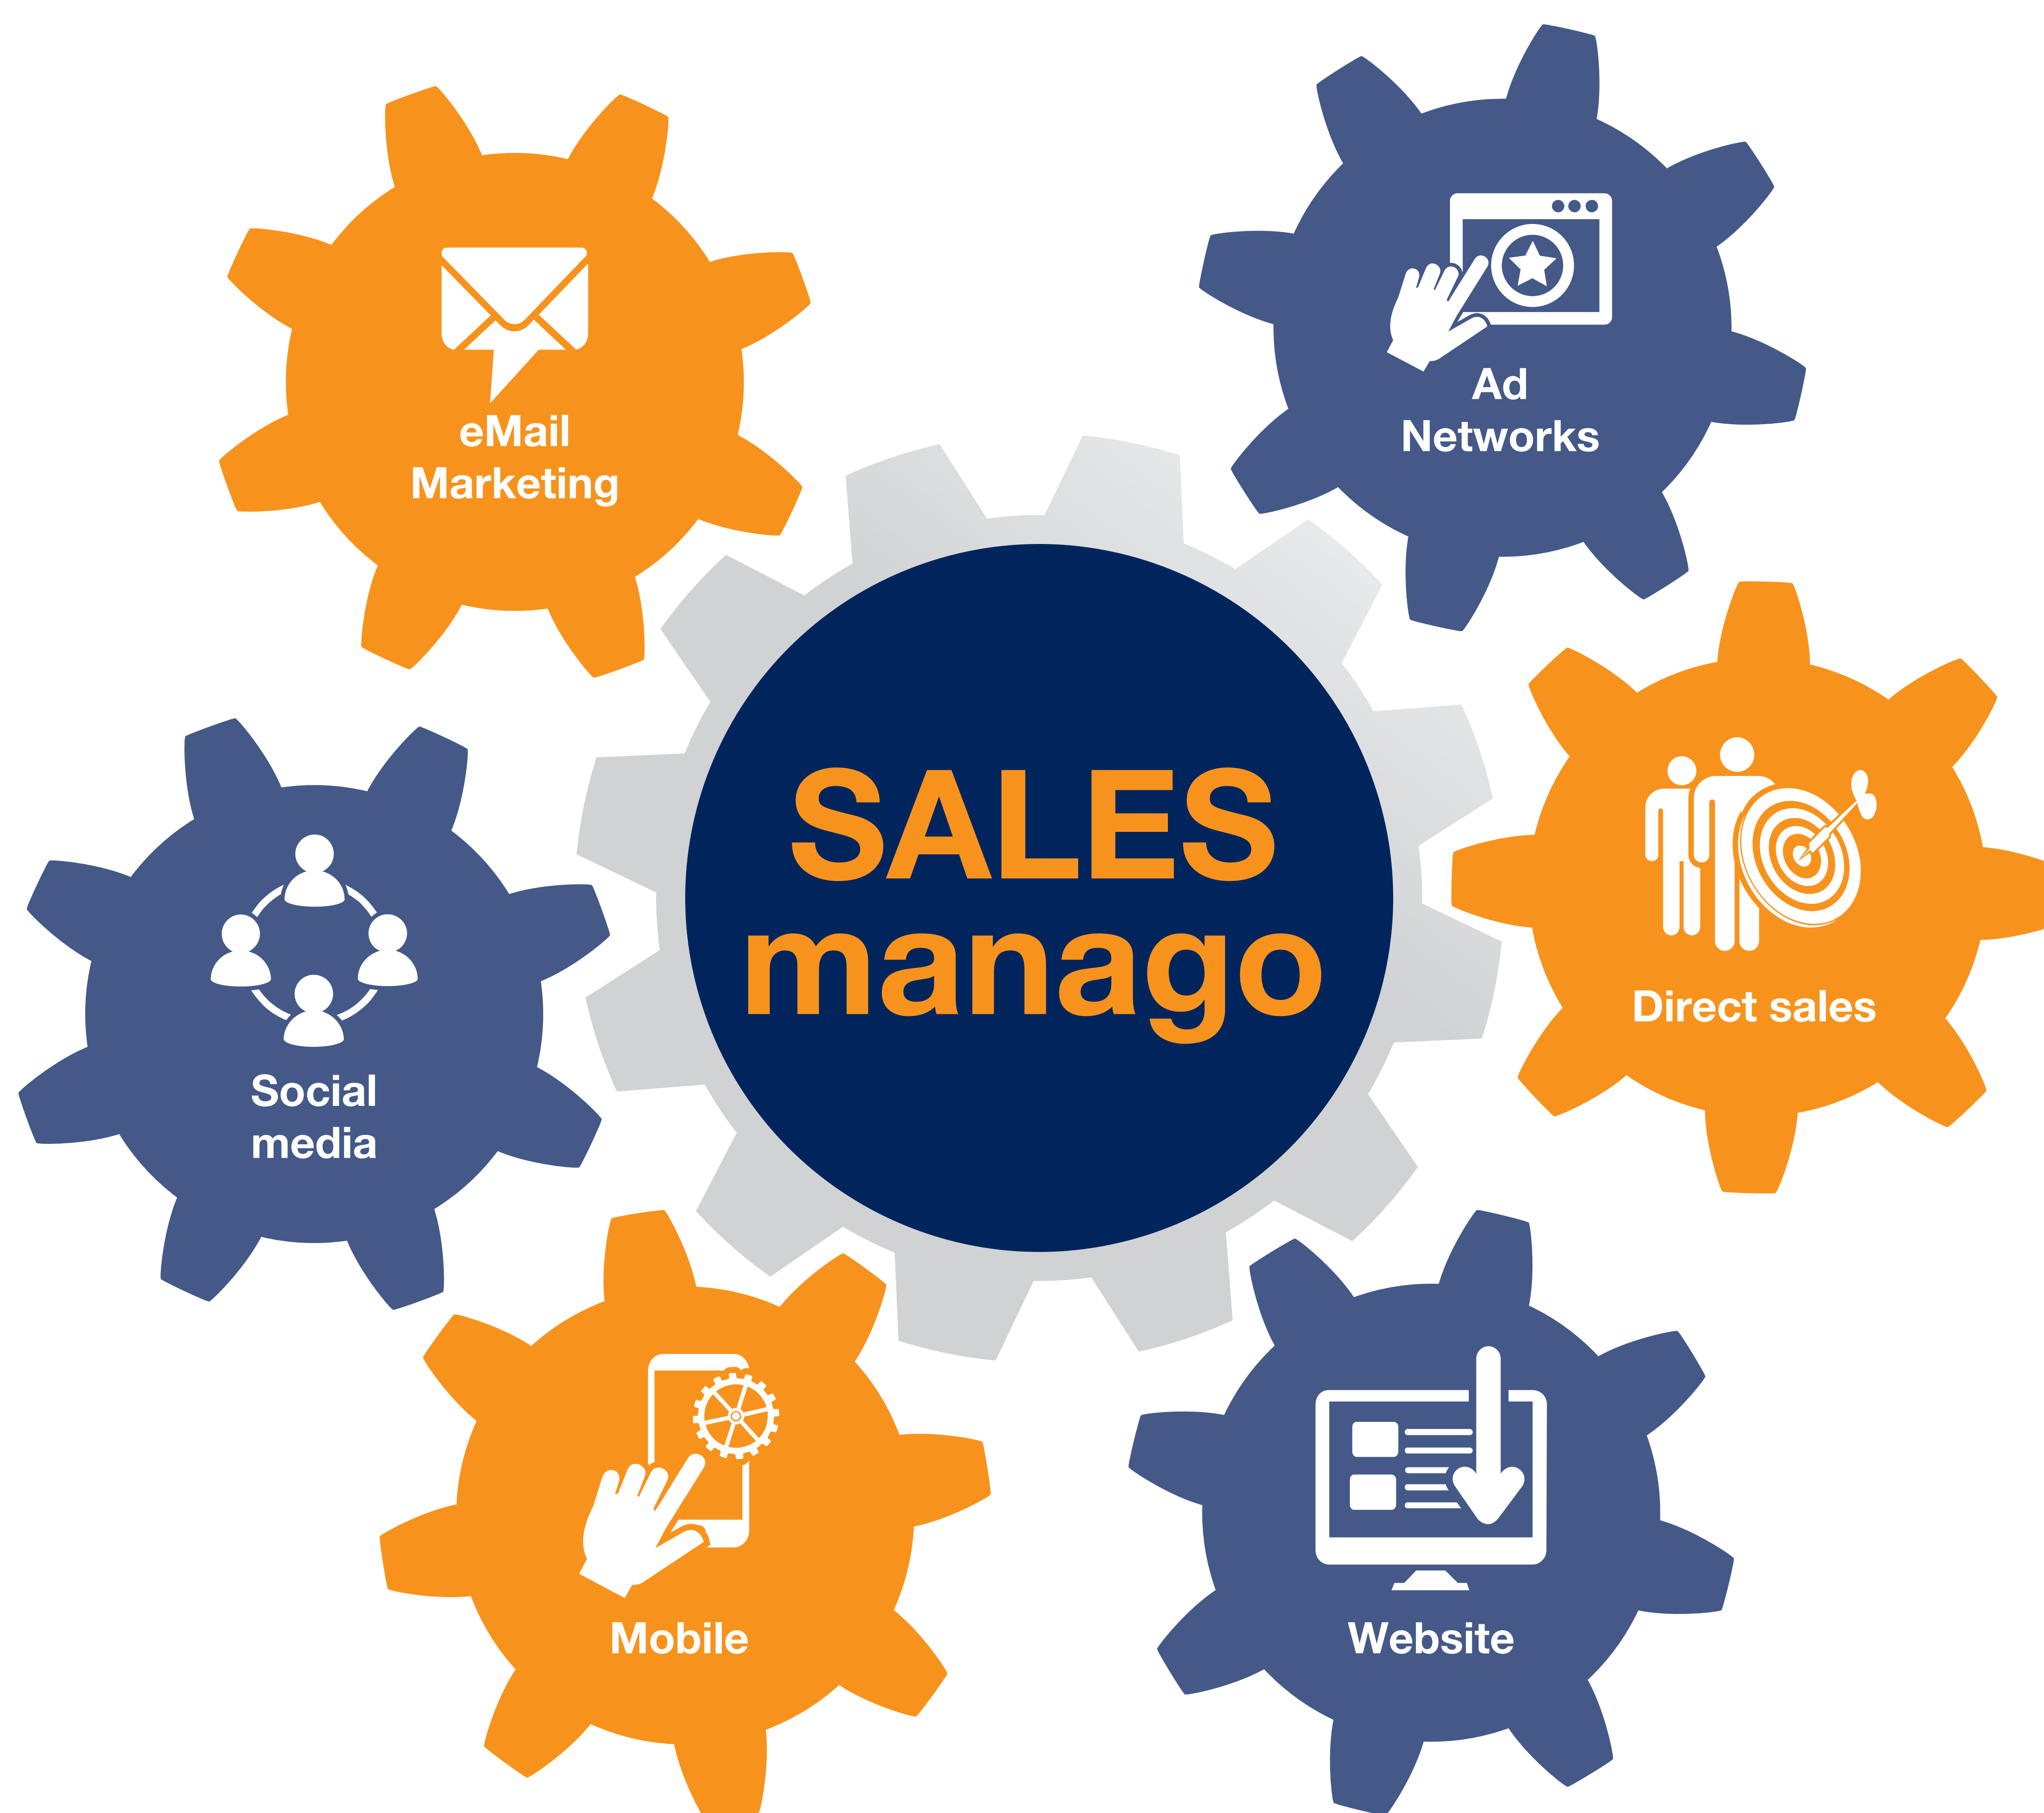 eMail
Marketing
Ad
Networks
SALES
manago
Direct sales
Social
media
Mobile
Website